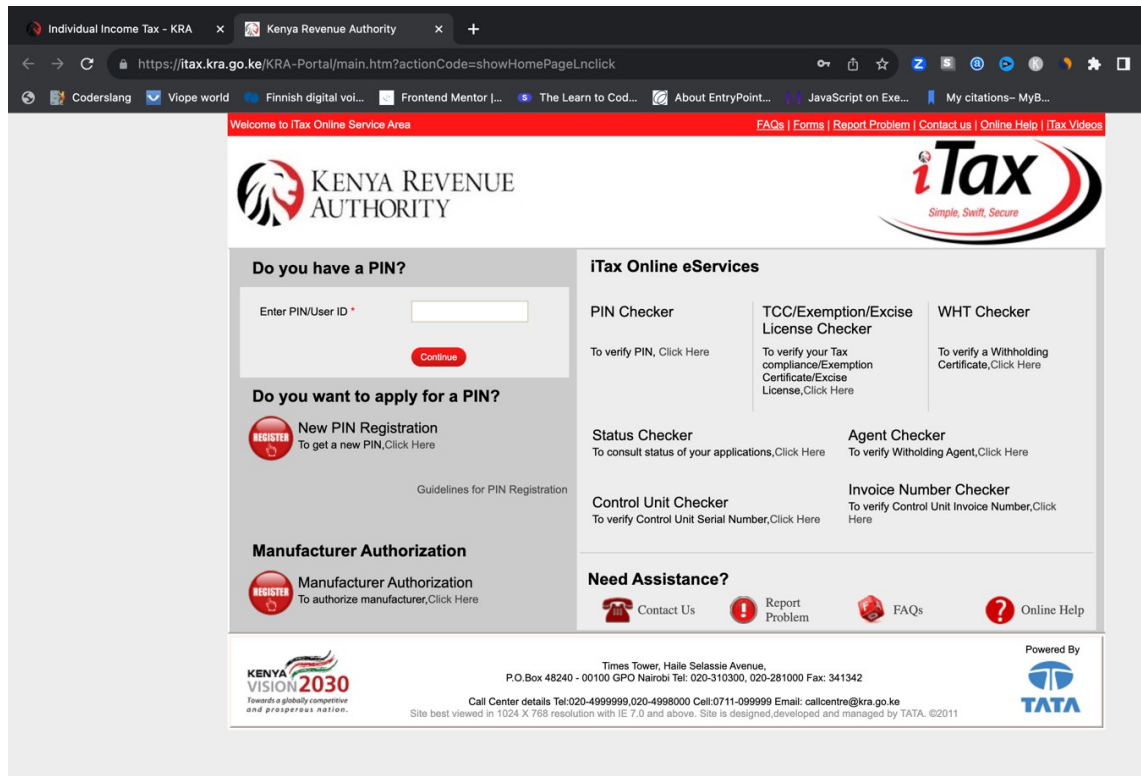 Individual Income Tax - KRA
Kenya Revenue Authority
https://itax.kra.go.ke/KRA-Portal/main.htm?actionCode=showHomePageLnclick
Coderslang
Viope world
Finnish digital voi...
Frontend Mentor |...
The Learn to Cod...
About EntryPoint...
JavaScript on Exe...
My citations– MyB...
Welcome to iTax Online Service Area
FAQs | Forms | Report Problem | Contact us | Online Help | iTax Videos
KENYA REVENUE
AUTHORITY
iTax
Simple, Swift, Secure
Do you have a PIN?
Enter PIN/User ID *
Continue
Do you want to apply for a PIN?
REGISTER
New PIN Registration
To get a new PIN,Click Here
Guidelines for PIN Registration
Manufacturer Authorization
REGISTER
Manufacturer Authorization
To authorize manufacturer,Click Here
iTax Online eServices
PIN Checker
To verify PIN, Click Here
TCC/Exemption/Excise
License Checker
To verify your Tax
compliance/Exemption
Certificate/Excise
License,Click Here
WHT Checker
To verify a Withholding
Certificate,Click Here
Status Checker
To consult status of your applications,Click Here
Agent Checker
To verify Witholding Agent,Click Here
Control Unit Checker
To verify Control Unit Serial Number,Click Here
Invoice Number Checker
To verify Control Unit Invoice Number,Click
Here
Need Assistance?
Contact Us
Report
Problem
FAQs
Online Help
KENYA
VISION 2030
Towards a globally competitive
and prosperous nation.
Times Tower, Haile Selassie Avenue,
P.O.Box 48240 - 00100 GPO Nairobi Tel: 020-310300, 020-281000 Fax: 341342
Call Center details Tel:020-4999999,020-4998000 Cell:0711-099999 Email: callcentre@kra.go.ke
Site best viewed in 1024 X 768 resolution with IE 7.0 and above. Site is designed,developed and managed by TATA. ©2011
Powered By
TATA